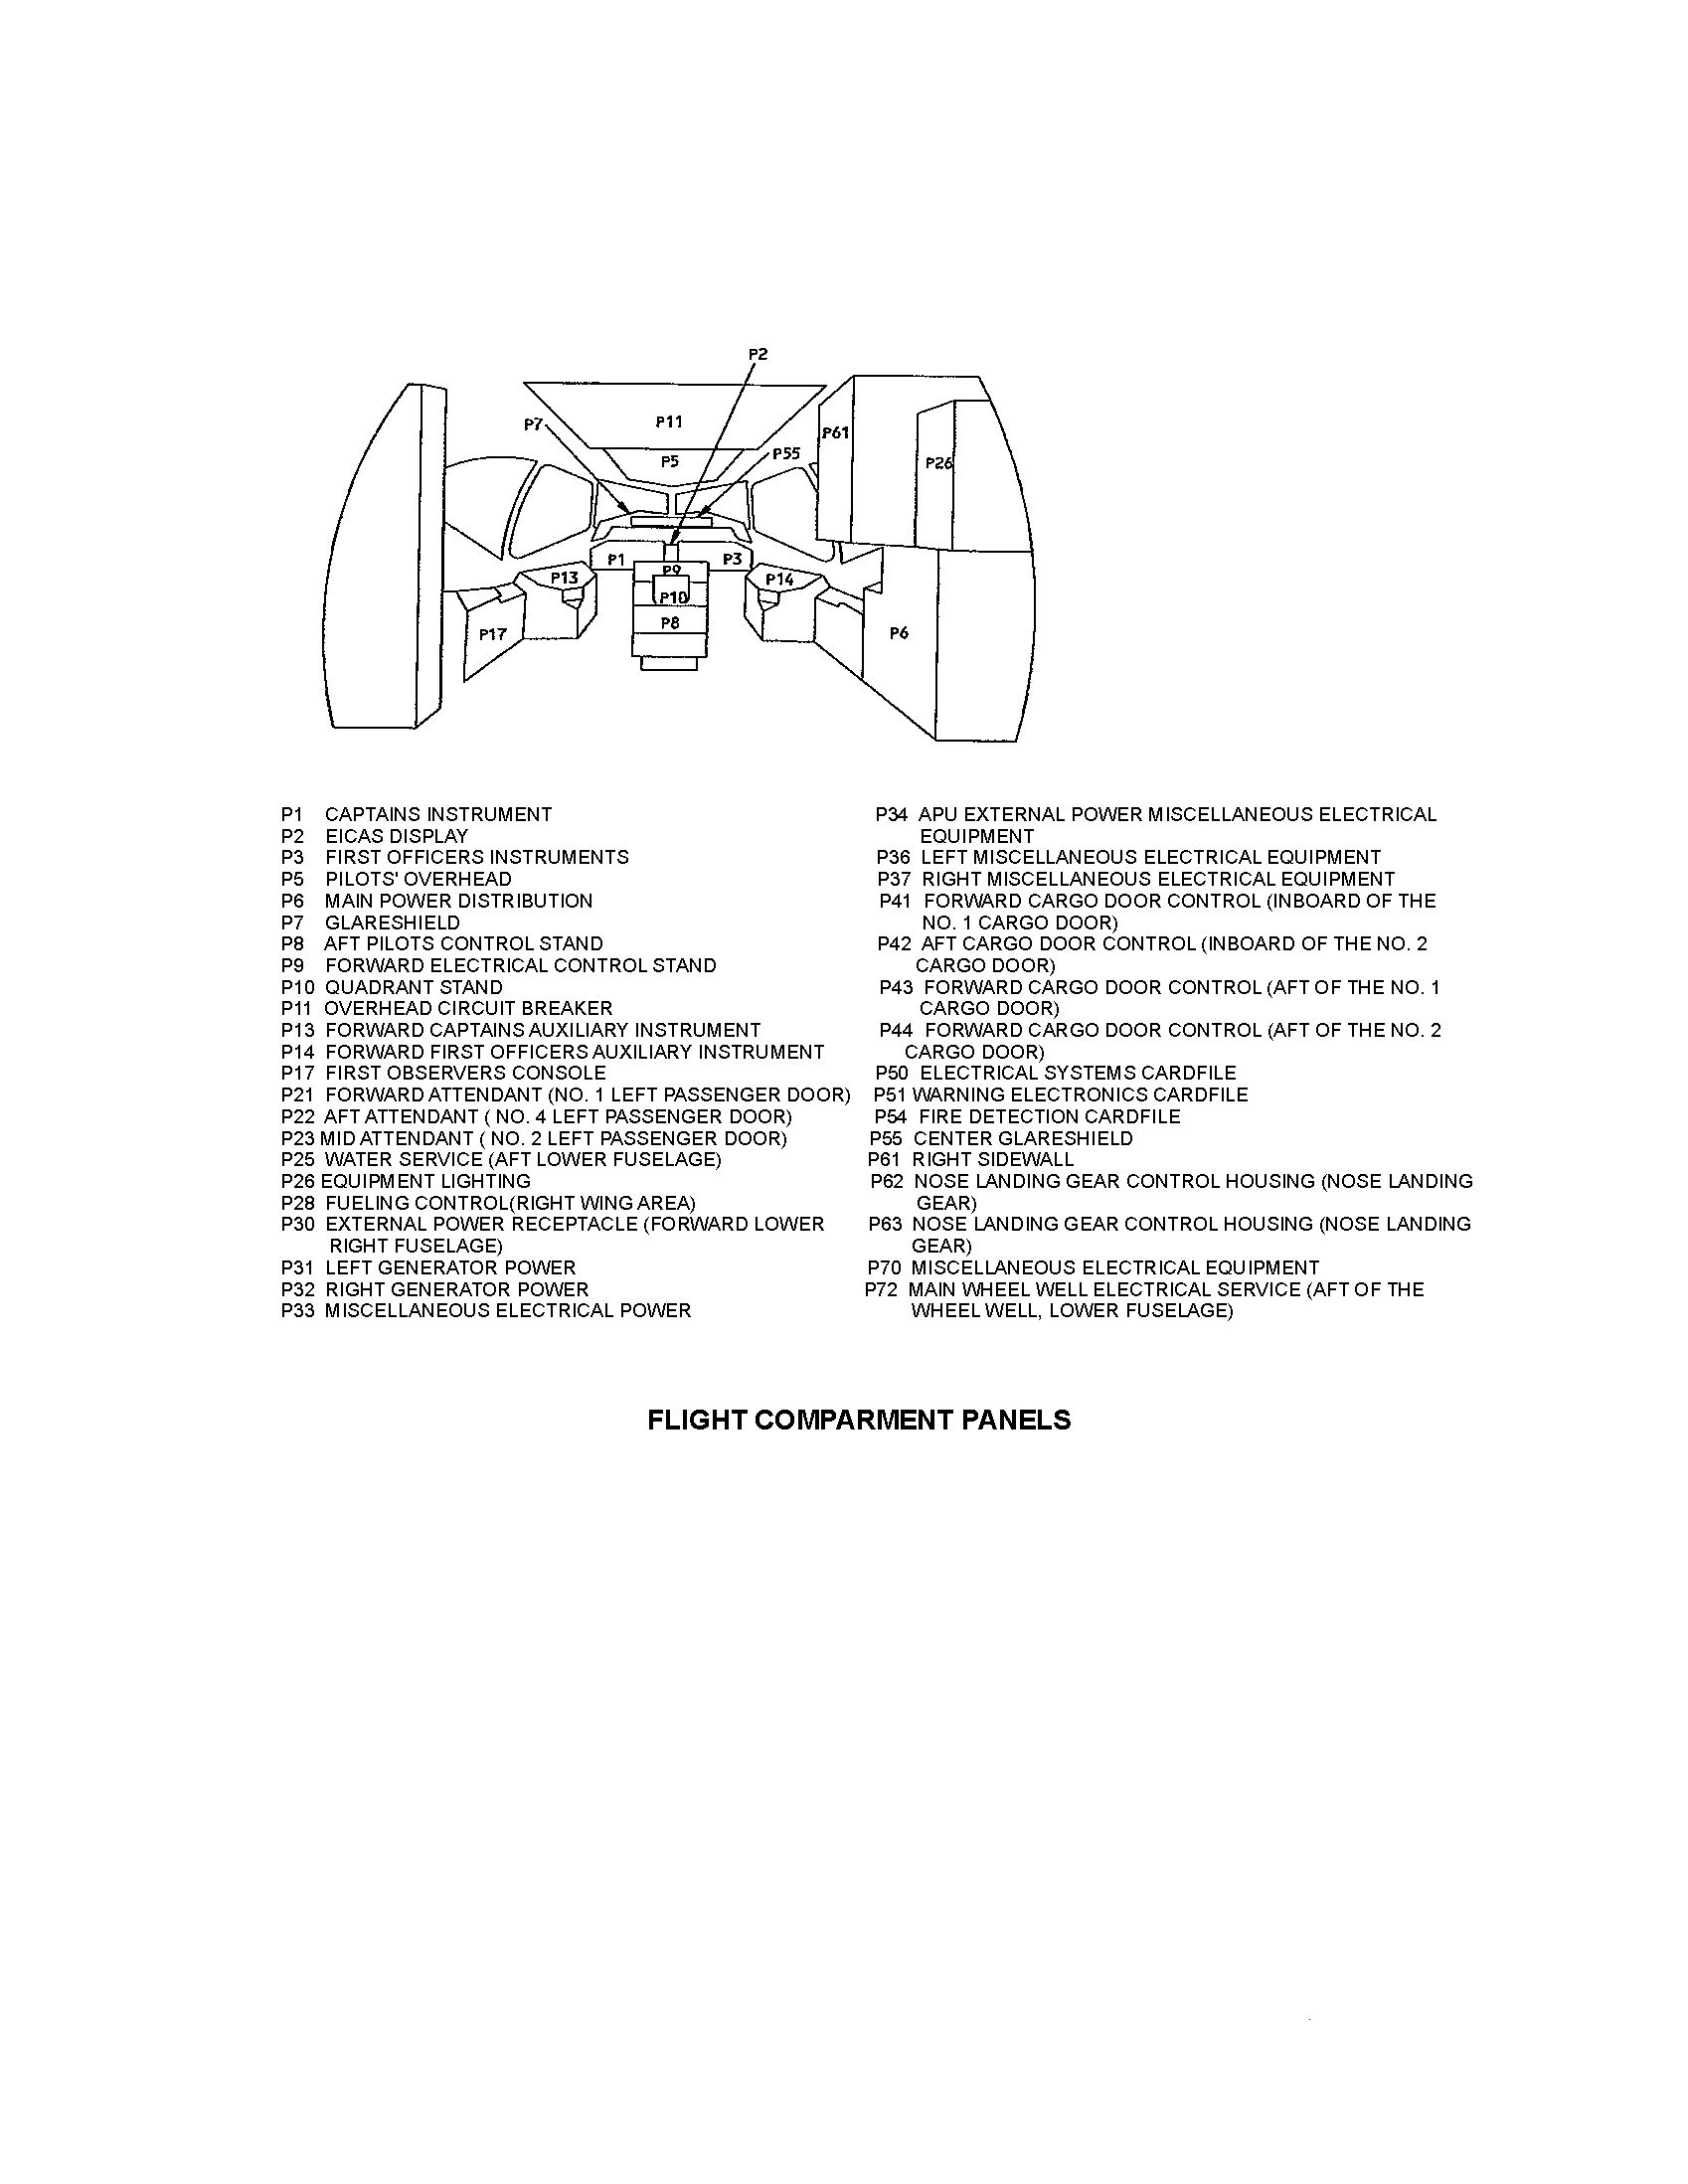 P2
P7
P11
P61
P5
P55
P26
P1
P3
P9
P13
P14
P10
P17
P8
P6
P1 CAPTAINS INSTRUMENT
P2 EICAS DISPLAY
P3 FIRST OFFICERS INSTRUMENTS
P5 PILOTS' OVERHEAD
P6 MAIN POWER DISTRIBUTION
P7 GLARESHIELD
P8 AFT PILOTS CONTROL STAND
P9 FORWARD ELECTRICAL CONTROL STAND
P10 QUADRANT STAND
P11 OVERHEAD CIRCUIT BREAKER
P13 FORWARD CAPTAINS AUXILIARY INSTRUMENT
P14 FORWARD FIRST OFFICERS AUXILIARY INSTRUMENT
P17 FIRST OBSERVERS CONSOLE
P21 FORWARD ATTENDANT (NO. 1 LEFT PASSENGER DOOR)
P22 AFT ATTENDANT ( NO. 4 LEFT PASSENGER DOOR)
P23 MID ATTENDANT ( NO. 2 LEFT PASSENGER DOOR)
P25 WATER SERVICE (AFT LOWER FUSELAGE)
P26 EQUIPMENT LIGHTING
P28 FUELING CONTROL(RIGHT WING AREA)
P30 EXTERNAL POWER RECEPTACLE (FORWARD LOWER
RIGHT FUSELAGE)
P31 LEFT GENERATOR POWER
P32 RIGHT GENERATOR POWER
P33 MISCELLANEOUS ELECTRICAL POWER
P34 APU EXTERNAL POWER MISCELLANEOUS ELECTRICAL
EQUIPMENT
P36 LEFT MISCELLANEOUS ELECTRICAL EQUIPMENT
P37 RIGHT MISCELLANEOUS ELECTRICAL EQUIPMENT
P41 FORWARD CARGO DOOR CONTROL (INBOARD OF THE
NO. 1 CARGO DOOR)
P42 AFT CARGO DOOR CONTROL (INBOARD OF THE NO. 2
CARGO DOOR)
P43 FORWARD CARGO DOOR CONTROL (AFT OF THE NO. 1
CARGO DOOR)
P44 FORWARD CARGO DOOR CONTROL (AFT OF THE NO. 2
CARGO DOOR)
P50 ELECTRICAL SYSTEMS CARDFILE
P51 WARNING ELECTRONICS CARDFILE
P54 FIRE DETECTION CARDFILE
P55 CENTER GLARESHIELD
P61 RIGHT SIDEWALL
P62 NOSE LANDING GEAR CONTROL HOUSING (NOSE LANDING
GEAR)
P63 NOSE LANDING GEAR CONTROL HOUSING (NOSE LANDING
GEAR)
P70 MISCELLANEOUS ELECTRICAL EQUIPMENT
P72 MAIN WHEEL WELL ELECTRICAL SERVICE (AFT OF THE
WHEEL WELL, LOWER FUSELAGE)
FLIGHT COMPARMENT PANELS